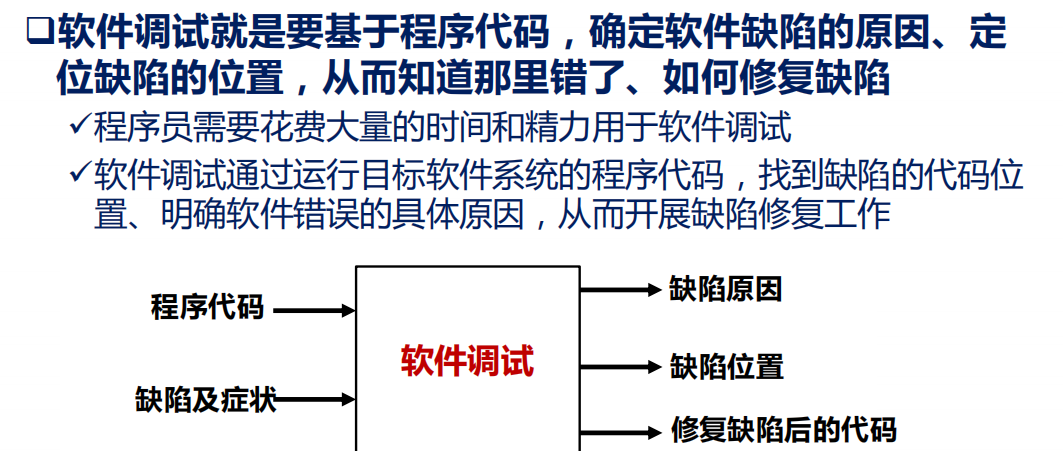 ❑软件调试就是要基于程序代码，确定软件缺陷的原因、定
位缺陷的位置，从而知道那里错了、如何修复缺陷
✓程序员需要花费大量的时间和精力用于软件调试
✓软件调试通过运行目标软件系统的程序代码，找到缺陷的代码位
置、明确软件错误的具体原因，从而开展缺陷修复工作
程序代码
缺陷及症状
软件调试
缺陷原因
缺陷位置
修复缺陷后的代码